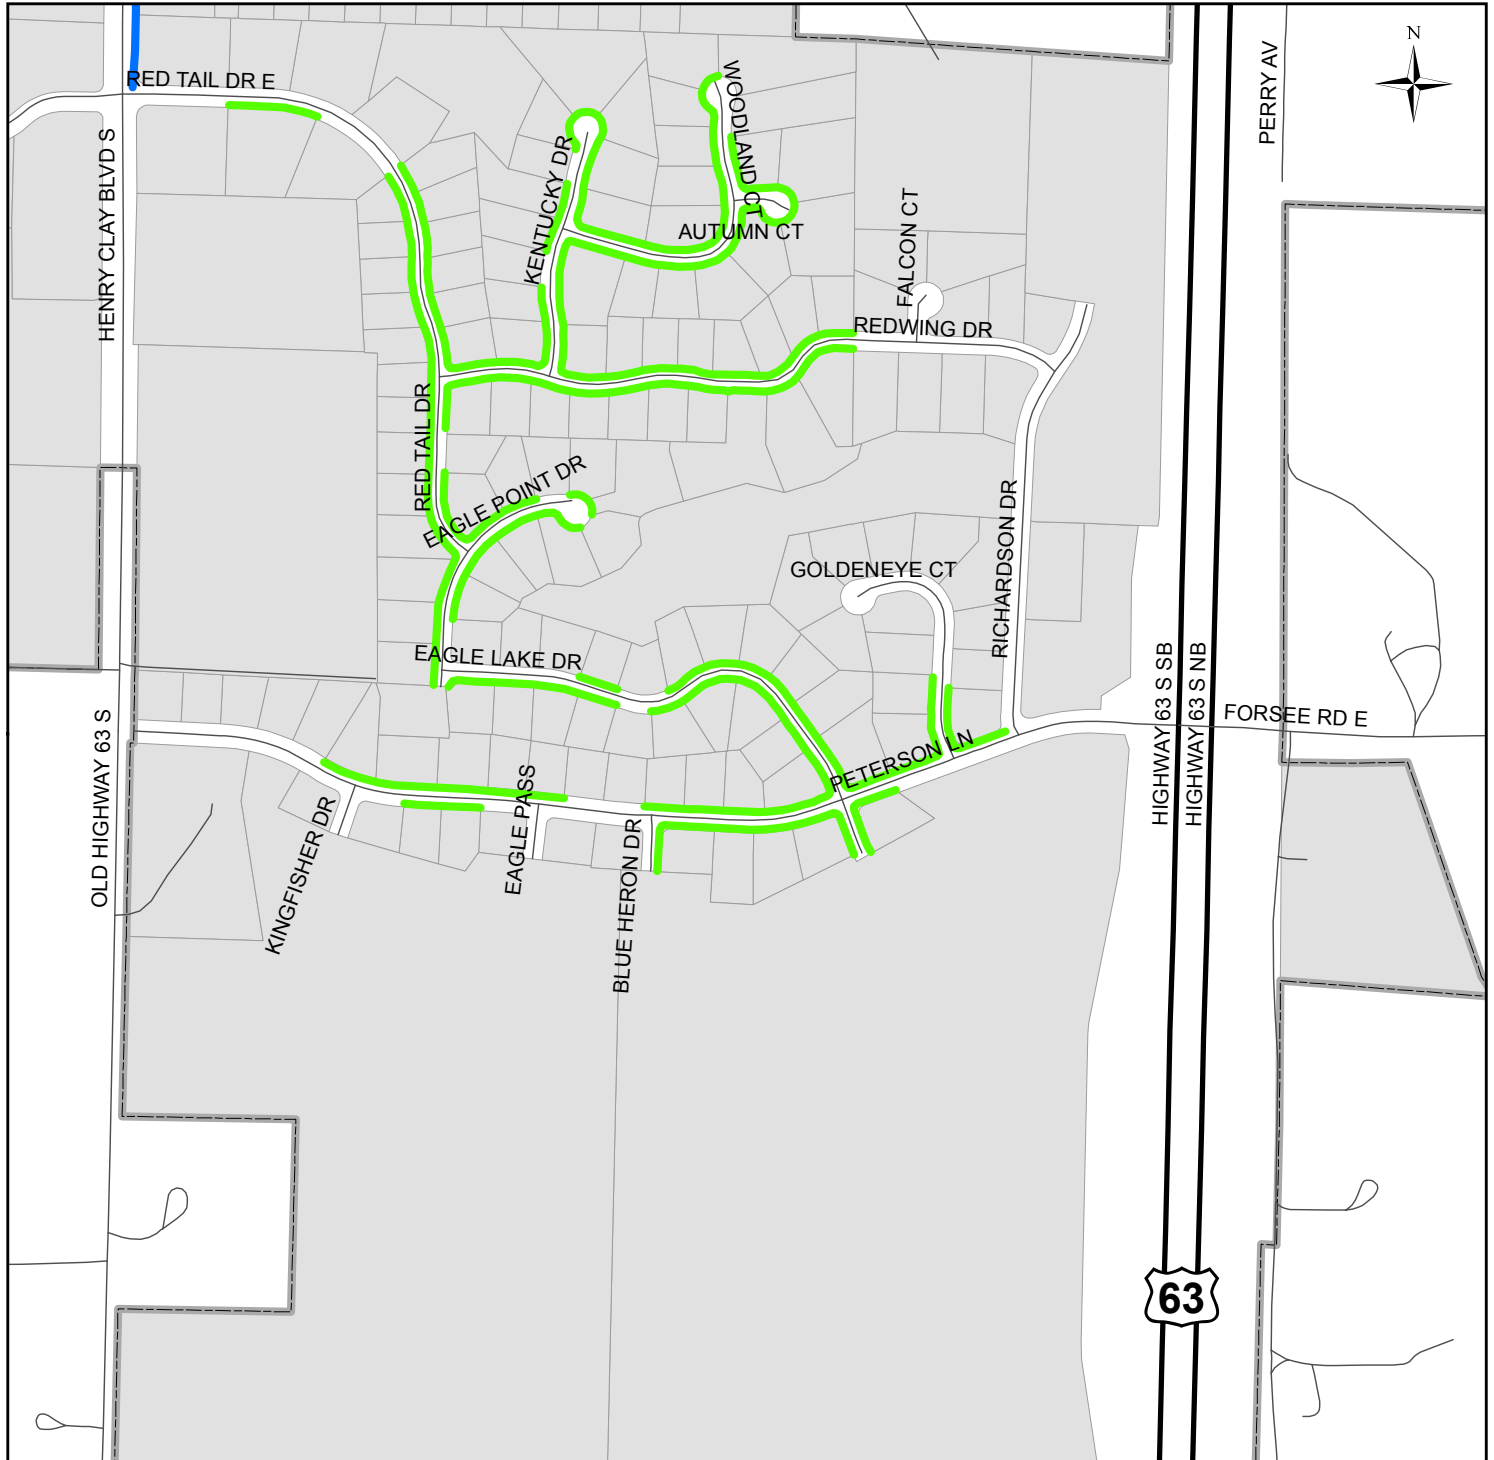 N
RED TAIL DR E
HENRY CLAY BLVD S
KENTUCKY DR
WOODLAND CT
AUTUMN CT
FALCON CT
REDWING DR
PERRY AV
RED TAIL DR
EAGLE POINT DR
GOLDENEYE CT
RICHARDSON DR
EAGLE LAKE DR
OLD HIGHWAY 63 S
PETERSON LN
HIGHWAY 63 S SB
HIGHWAY 63 S NB
FORSEE RD E
KINGFISHER DR
EAGLE PASS
BLUE HERON DR
63